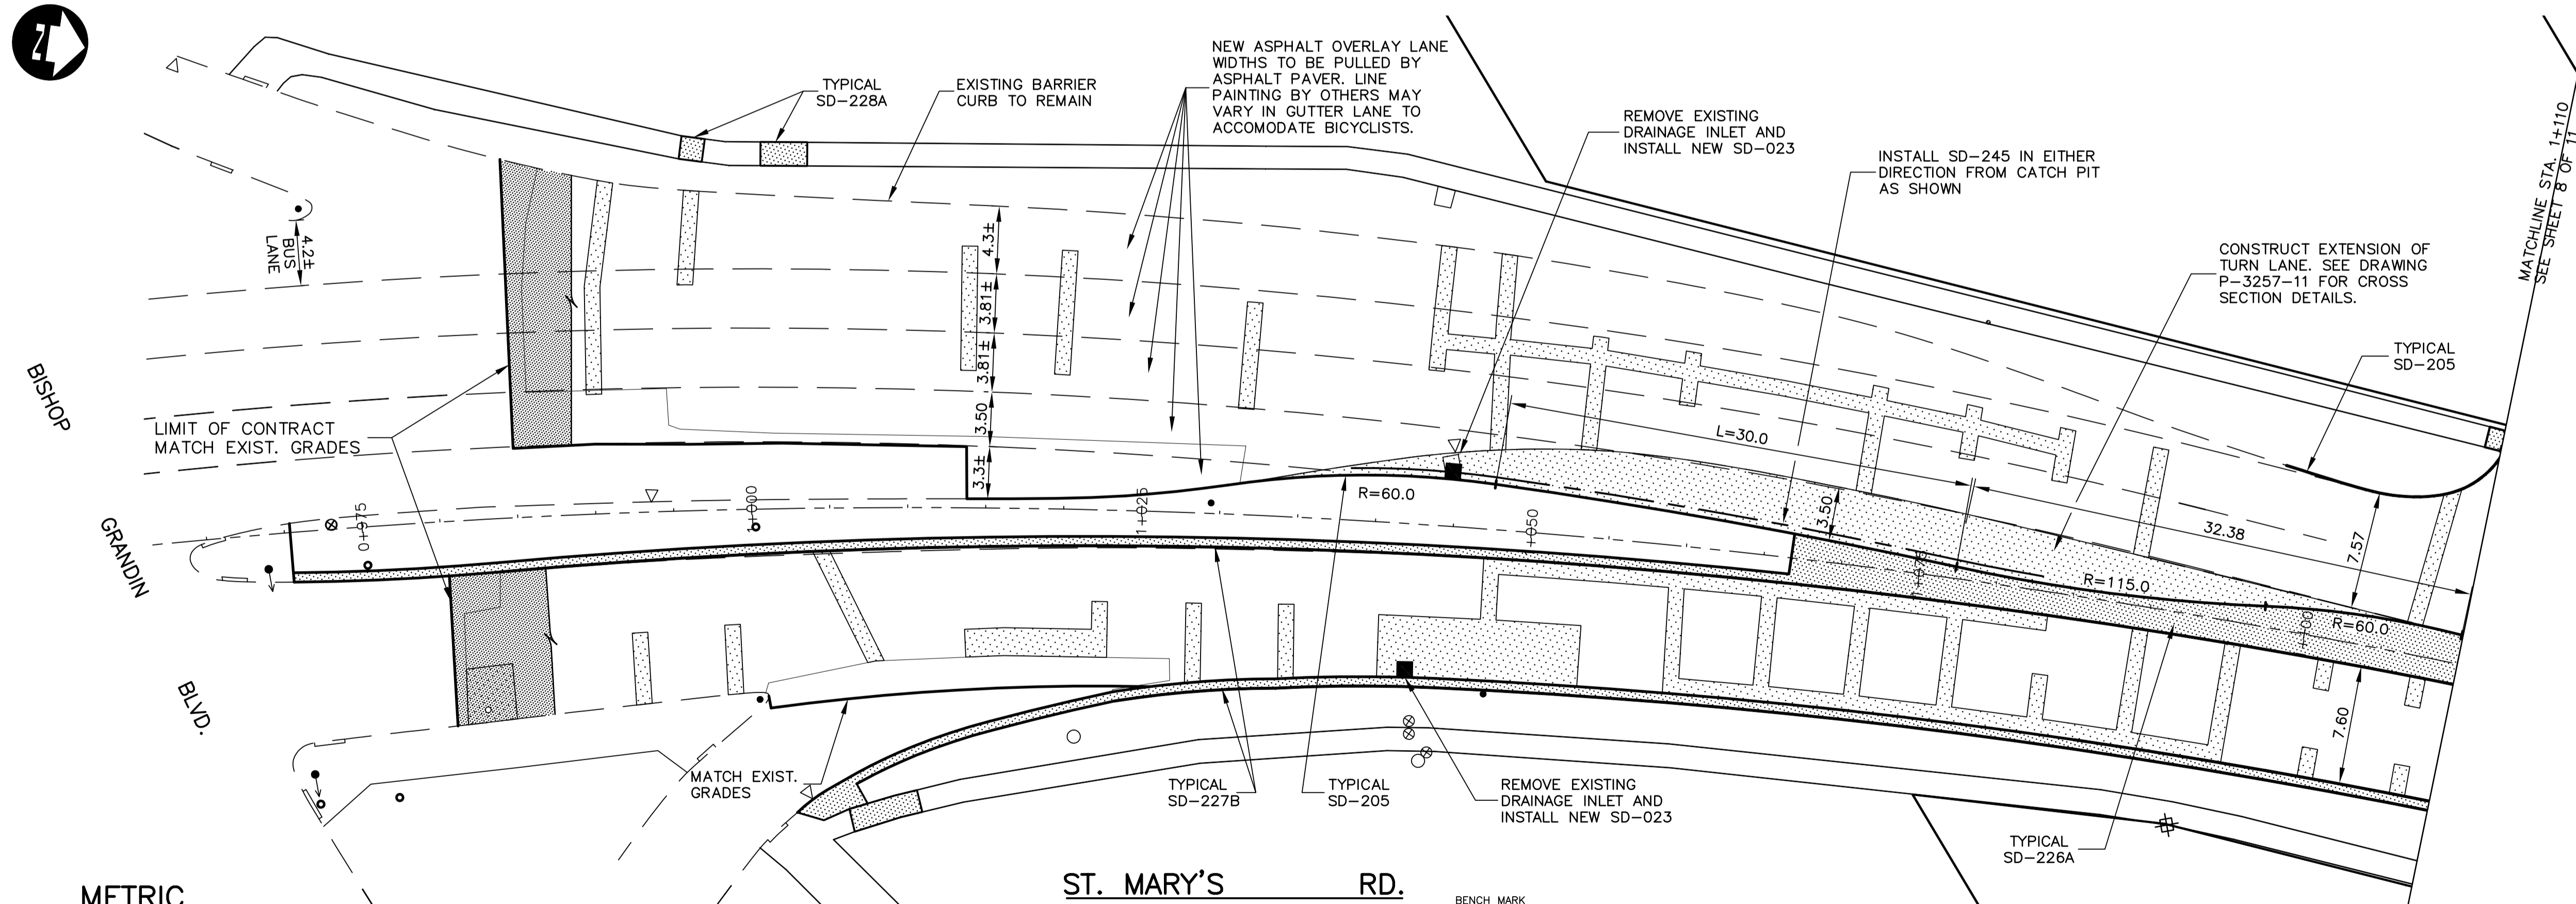 Z
NEW ASPHALT OVERLAY LANE
WIDTHS TO BE PULLED BY
ASPHALT PAVER. LINE
PAINTING BY OTHERS MAY
VARY IN GUTTER LANE TO
ACCOMODATE BICYCLISTS.
TYPICAL
SD-228A
EXISTING BARRIER
CURB TO REMAIN
REMOVE EXISTING
DRAINAGE INLET AND
INSTALL NEW SD-023
INSTALL SD-245 IN EITHER
DIRECTION FROM CATCH PIT
AS SHOWN
MATCHLINE STA. 1+110
SEE SHEET 8 OF 11
CONSTRUCT EXTENSION OF
TURN LANE. SEE DRAWING
P-3257-11 FOR CROSS
SECTION DETAILS.
TYPICAL
SD-205
4.2±
BUS
LANE
4.3±
3.81±
3.81±
3.50
3.3±
BISHOP
GRANDIN
BLVD.
LIMIT OF CONTRACT
MATCH EXIST. GRADES
L=30.0
R=60.0
3.50
32.38
7.57
R=115.0
R=60.0
7.60
0+975
1+000
1+025
1+050
MATCH EXIST.
GRADES
TYPICAL
SD-227B
TYPICAL
SD-205
REMOVE EXISTING
DRAINAGE INLET AND
INSTALL NEW SD-023
TYPICAL
SD-226A
METRIC
ST. MARY'S RD.
BENCH MARK